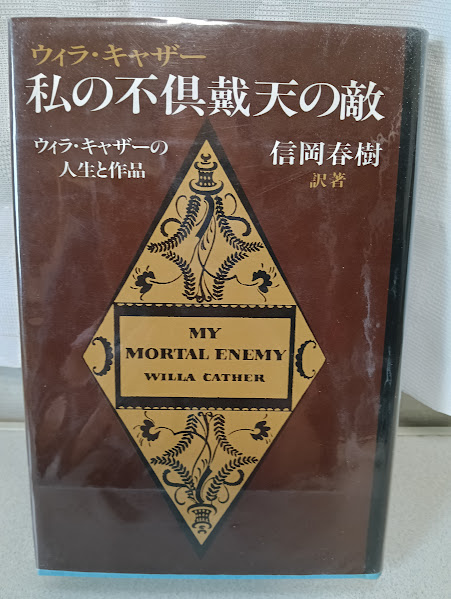 ウィラ・キャザー
私の不倶戴天の敵
ウィラ・キャザーの
人生と作品
信岡春樹
訳著
MY
MORTAL ENEMY
WILLA CATHER